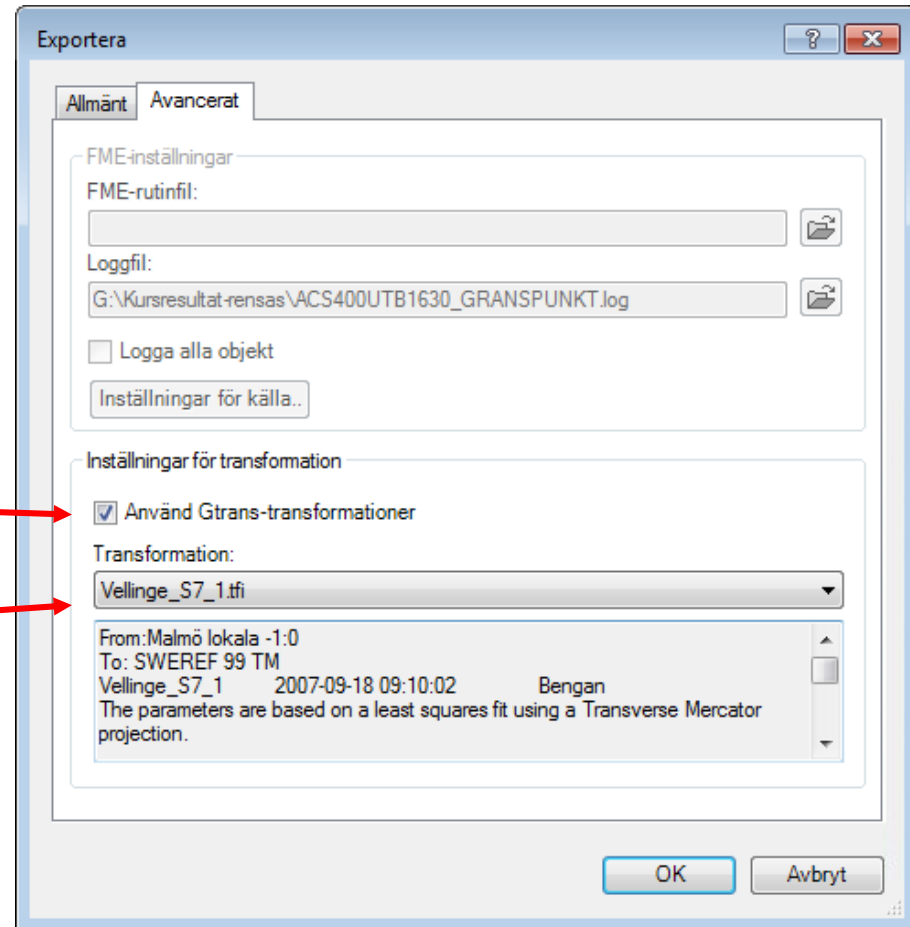 Exportera
Allmänt
Avancerat
FME-inställningar
FME-rutinfil:
Loggfil:
G:\Kursresultat-rensas\ACS400UTB1630_GRANSPUNKT.log
Logga alla objekt
Inställningar för källa..
Inställningar för transformation
Använd Gtrans-transformationer
Transformation:
Vellinge_S7_1.tfi
From:Malmö lokala -1:0
To: SWEREF 99 TM
Vellinge_S7_1 2007-09-18 09:10:02 Bengan
The parameters are based on a least squares fit using a Transverse Mercator
projection.
OK
Avbryt